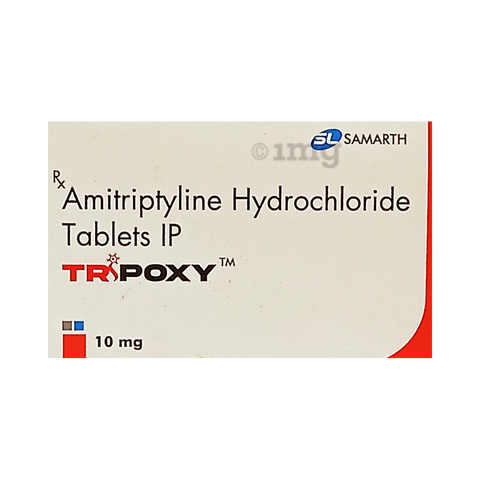 SL SAMARTH
©1mg
Rx
Amitriptyline Hydrochloride
Tablets IP
TRIPOXY™
10 mg